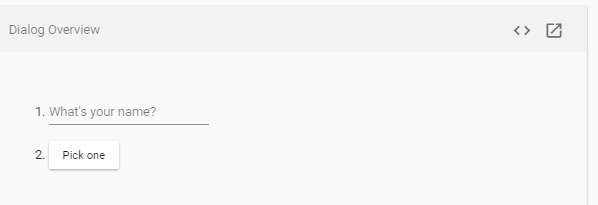 Dialog Overview
1. What's your name?
2. Pick one